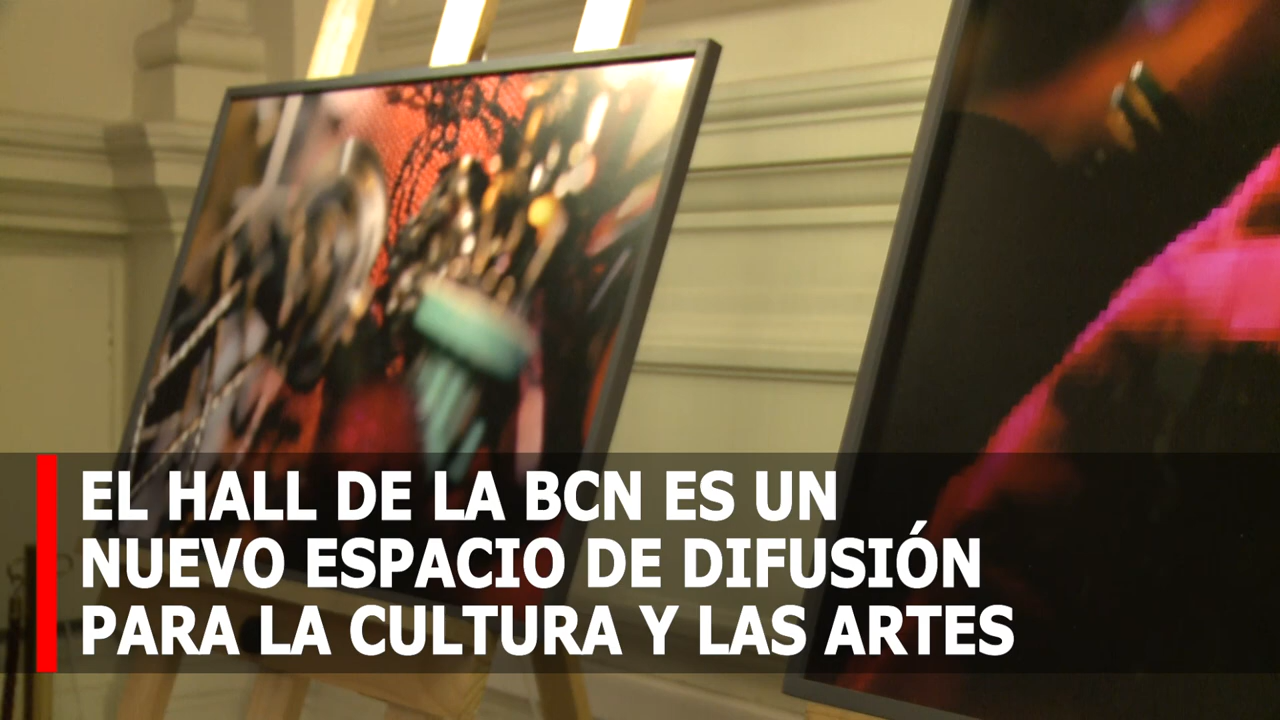 EL HALL DE LA BCN ES UN
NUEVO ESPACIO DE DIFUSIÓN
PARA LA CULTURA Y LAS ARTES